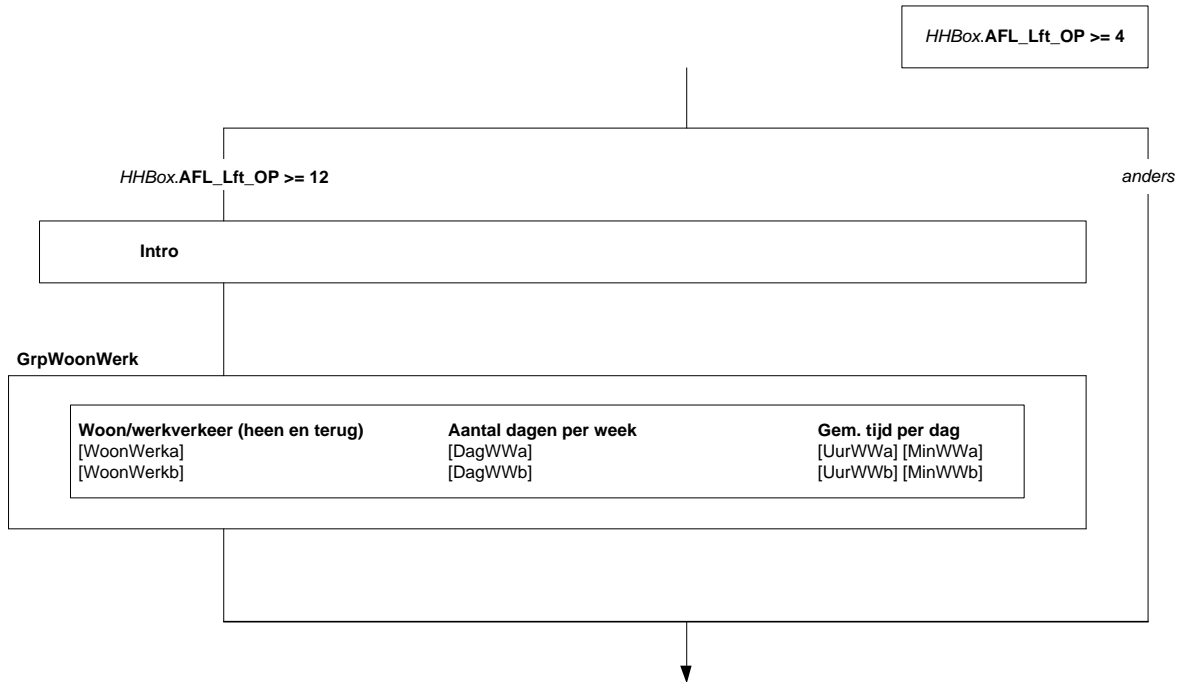 HHBox.AFL_Lft_OP >= 4
HHBox.AFL_Lft_OP >= 12
anders
Intro
GrpWoonWerk
Woon/werkverkeer (heen en terug) Aantal dagen per week Gem. tijd per dag
[WoonWerka] [DagWWa] [UurWWa] [MinWWa]
[WoonWerkb] [DagWWb] [UurWWb] [MinWWb]